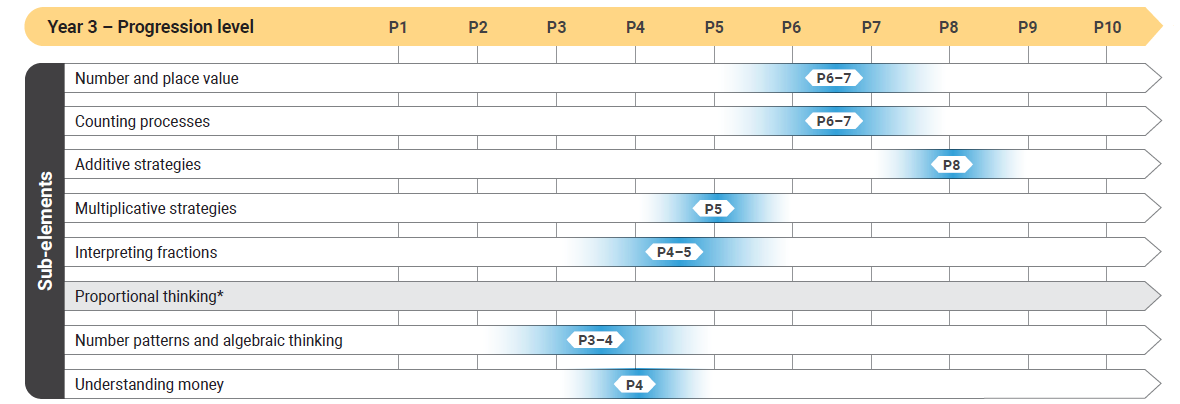 Year 3 – Progression level P1 P2 P3 P4 P5 P6 P7 P8 P9 P10
Sub-elements
Number and place value P6–7
Counting processes P6–7
Additive strategies P8
Multiplicative strategies P5
Interpreting fractions P4–5
Proportional thinking*
Number patterns and algebraic thinking P3–4
Understanding money P4